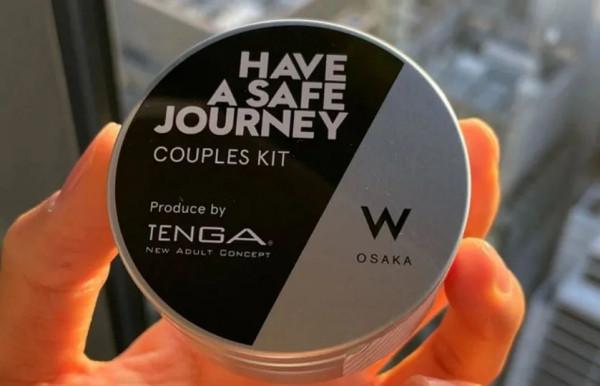 HAVE
A SAFE
JOURNEY
COUPLES KIT
Produce by
TENGA®
NEW ADULT CONCEPT
W
OSAKA